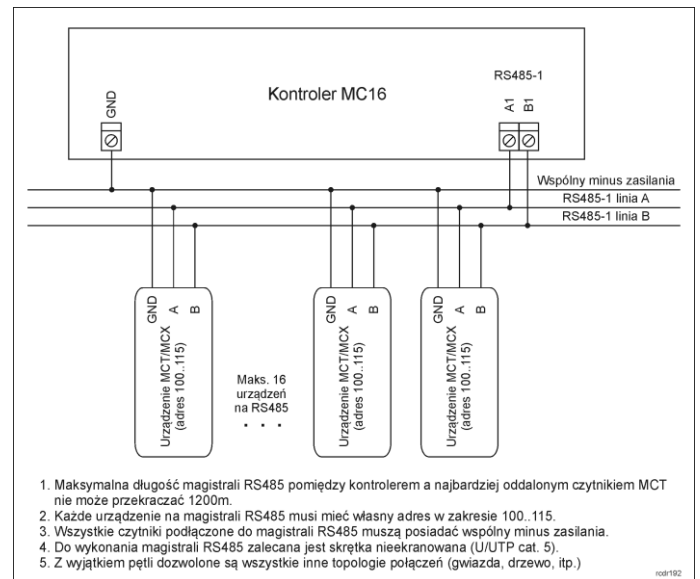 Kontroler MC16
RS485-1
GND
A1
B1
Wspólny minus zasilania
RS485-1 linia A
RS485-1 linia B
GND
A
B
Urządzenie MCT/MCX
(adres 100..115)
Maks. 16
urządzeń
na RS485
. . .
GND
A
B
Urządzenie MCT/MCX
(adres 100..115)
GND
A
B
Urządzenie MCT/MCX
(adres 100..115)
1. Maksymalna długość magistrali RS485 pomiędzy kontrolerem a najbardziej oddalonym czytnikiem MCT
nie może przekraczać 1200m.
2. Każde urządzenie na magistrali RS485 musi mieć własny adres w zakresie 100..115.
3. Wszystkie czytniki podłączone do magistrali RS485 muszą posiadać wspólny minus zasilania.
4. Do wykonania magistrali RS485 zalecana jest skrętka nieekranowana (U/UTP cat. 5).
5. Z wyjątkiem pętli dozwolone są wszystkie inne topologie połączeń (gwiazda, drzewo, itp.)
rcdr192